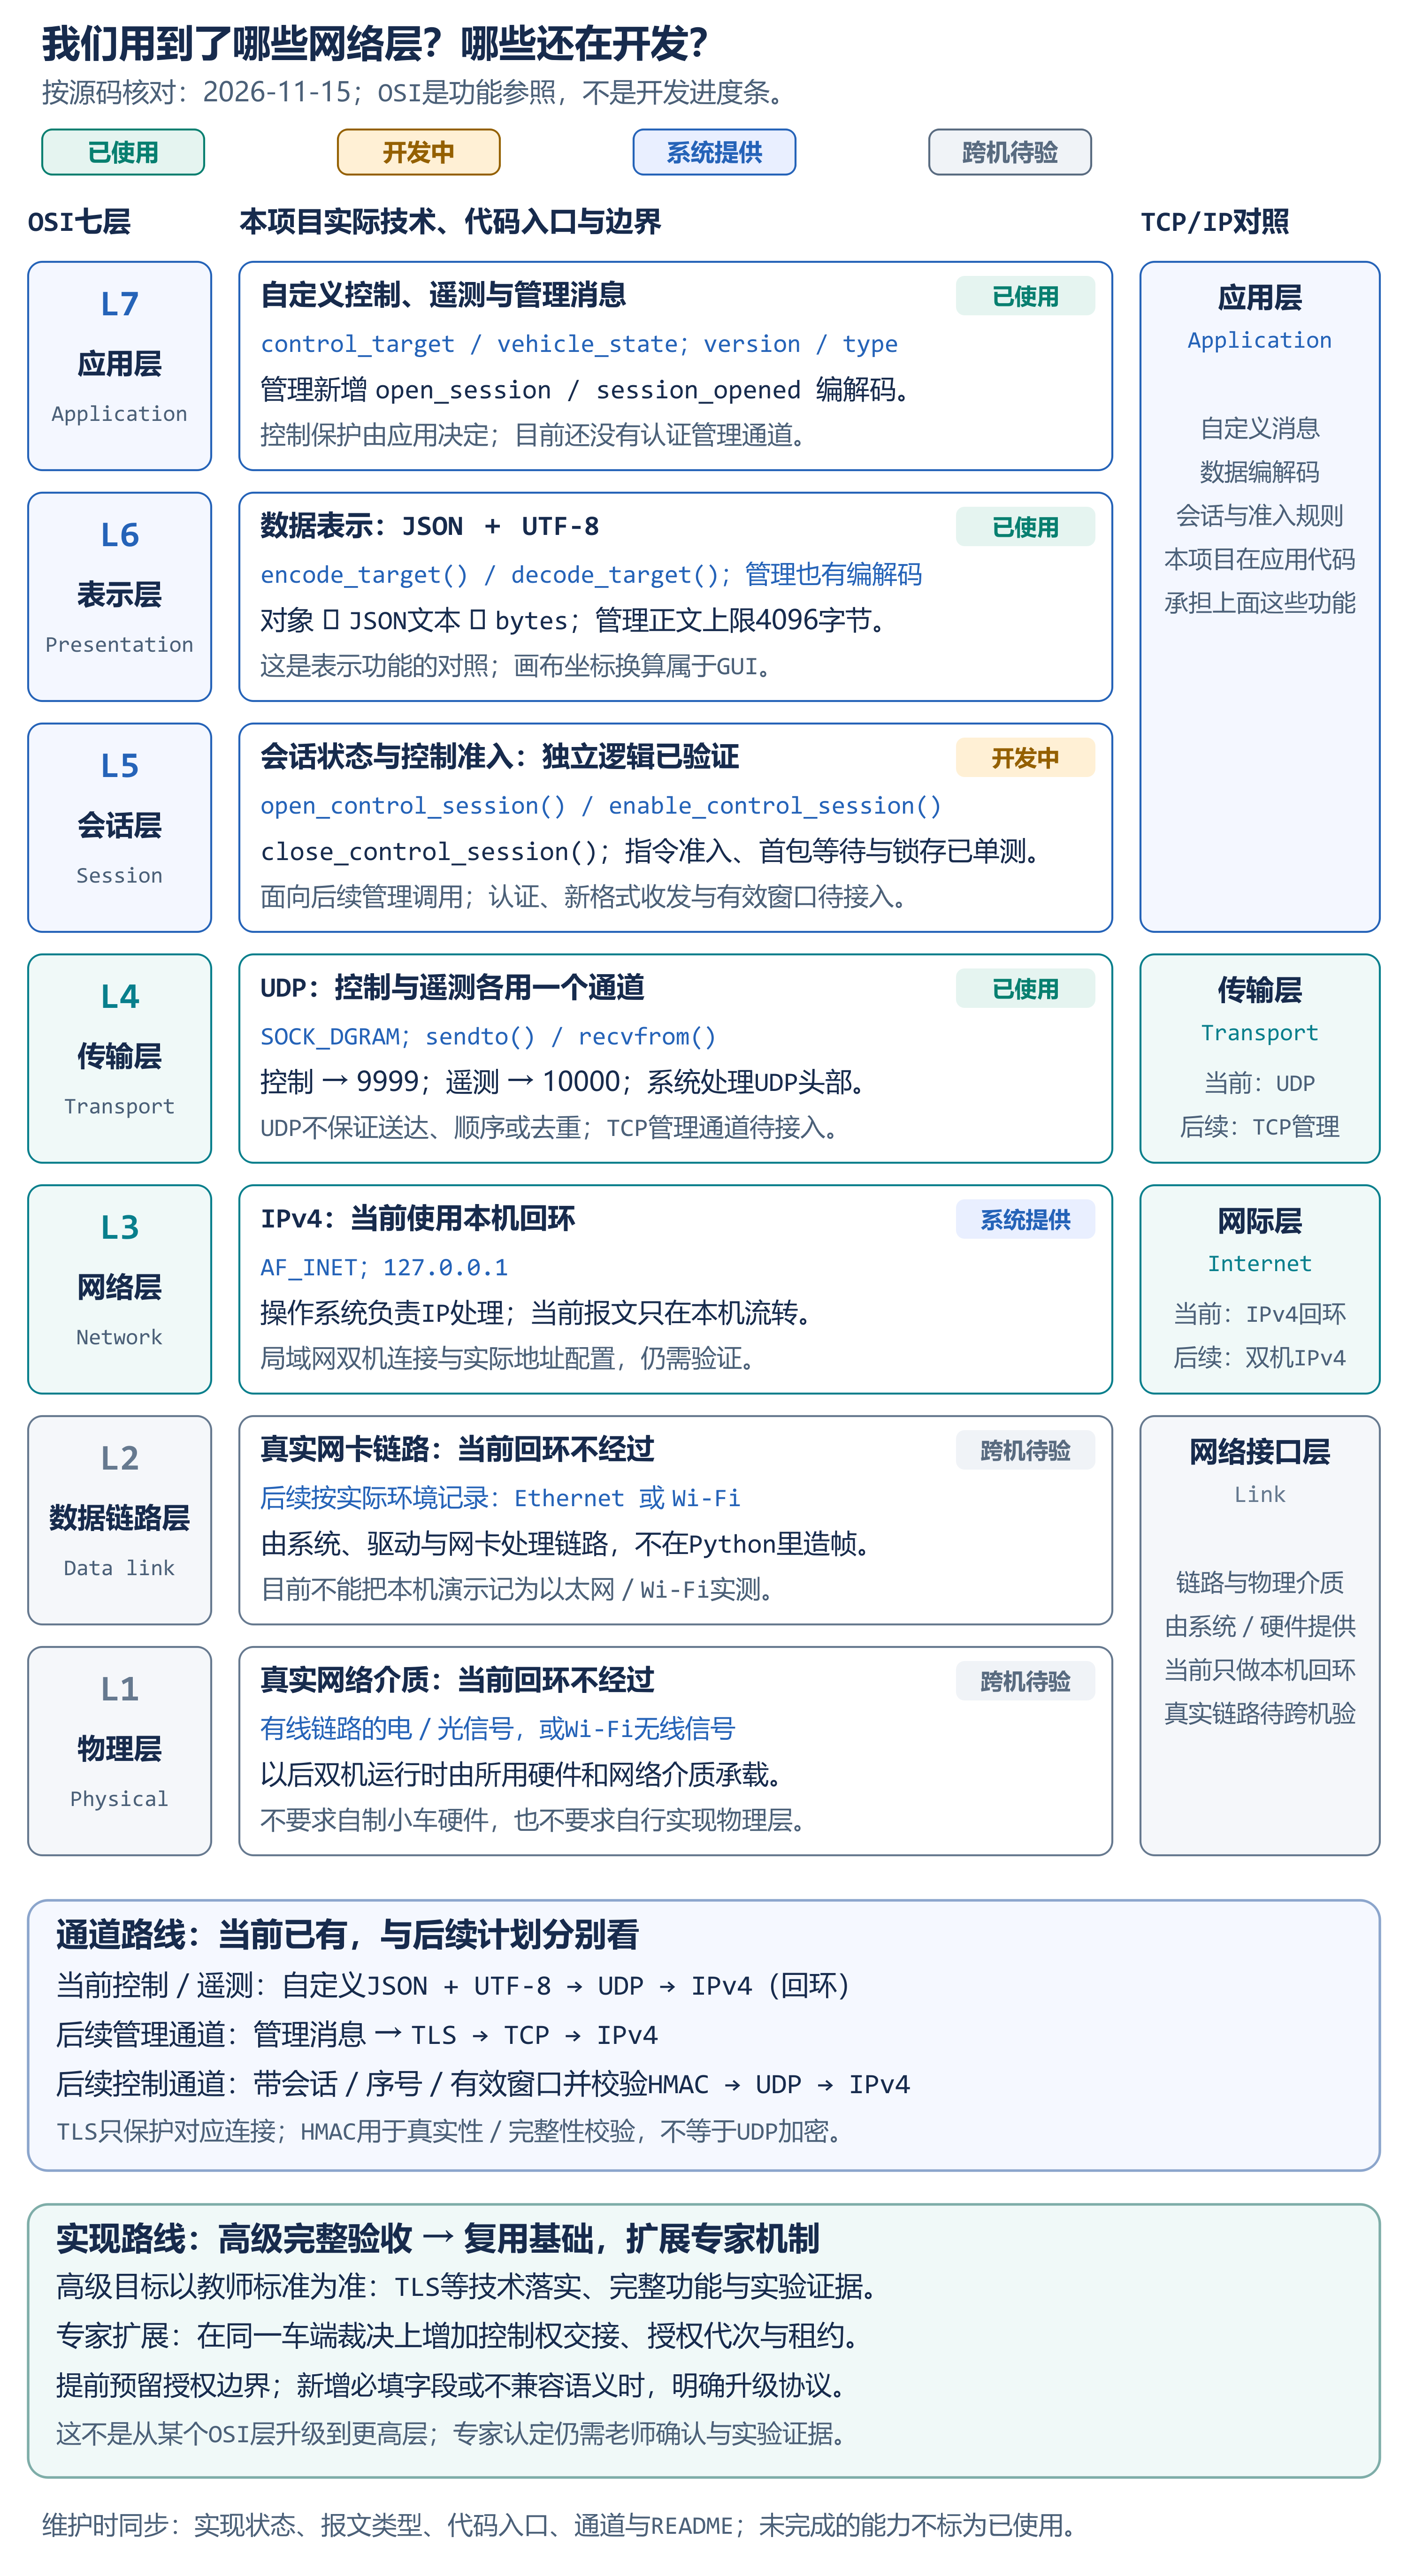 我们用到了哪些网络层？哪些还在开发？
按源码核对：2026-11-15；OSI是功能参照，不是开发进度条。
已使用
开发中
系统提供
跨机待验
OSI七层
本项目实际技术、代码入口与边界
TCP/IP对照
L7
应用层
Application
自定义控制、遥测与管理消息
已使用
control_target / vehicle_state；version / type
管理新增 open_session / session_opened 编解码。
控制保护由应用决定；目前还没有认证管理通道。
L6
表示层
Presentation
数据表示：JSON + UTF-8
已使用
encode_target() / decode_target()；管理也有编解码
对象 □ JSON文本 □ bytes；管理正文上限4096字节。
这是表示功能的对照；画布坐标换算属于GUI。
L5
会话层
Session
会话状态与控制准入：独立逻辑已验证
开发中
open_control_session() / enable_control_session()
close_control_session()；指令准入、首包等待与锁存已单测。
面向后续管理调用；认证、新格式收发与有效窗口待接入。
应用层
Application
自定义消息
数据编解码
会话与准入规则
本项目在应用代码
承担上面这些功能
L4
传输层
Transport
UDP：控制与遥测各用一个通道
已使用
SOCK_DGRAM；sendto() / recvfrom()
控制 → 9999；遥测 → 10000；系统处理UDP头部。
UDP不保证送达、顺序或去重；TCP管理通道待接入。
传输层
Transport
当前：UDP
后续：TCP管理
L3
网络层
Network
IPv4：当前使用本机回环
系统提供
AF_INET；127.0.0.1
操作系统负责IP处理；当前报文只在本机流转。
局域网双机连接与实际地址配置，仍需验证。
网际层
Internet
当前：IPv4回环
后续：双机IPv4
L2
数据链路层
Data link
真实网卡链路：当前回环不经过
跨机待验
后续按实际环境记录：Ethernet 或 Wi-Fi
由系统、驱动与网卡处理链路，不在Python里造帧。
目前不能把本机演示记为以太网 / Wi-Fi实测。
L1
物理层
Physical
真实网络介质：当前回环不经过
跨机待验
有线链路的电 / 光信号，或Wi-Fi无线信号
以后双机运行时由所用硬件和网络介质承载。
不要求自制小车硬件，也不要求自行实现物理层。
网络接口层
Link
链路与物理介质
由系统 / 硬件提供
当前只做本机回环
真实链路待跨机验
通道路线：当前已有，与后续计划分别看
当前控制 / 遥测：自定义JSON + UTF-8 → UDP → IPv4（回环）
后续管理通道：管理消息 → TLS → TCP → IPv4
后续控制通道：带会话 / 序号 / 有效窗口并校验HMAC → UDP → IPv4
TLS只保护对应连接；HMAC用于真实性 / 完整性校验，不等于UDP加密。
实现路线：高级完整验收 → 复用基础，扩展专家机制
高级目标以教师标准为准：TLS等技术落实、完整功能与实验证据。
专家扩展：在同一车端裁决上增加控制权交接、授权代次与租约。
提前预留授权边界；新增必填字段或不兼容语义时，明确升级协议。
这不是从某个OSI层升级到更高层；专家认定仍需老师确认与实验证据。
维护时同步：实现状态、报文类型、代码入口、通道与README；未完成的能力不标为已使用。